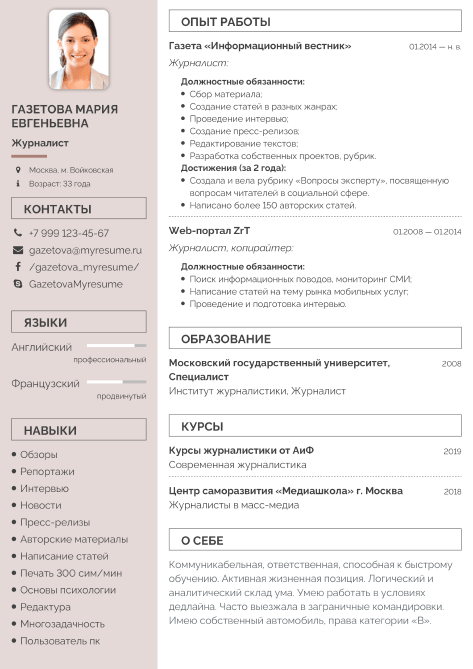 ГАЗЕТОВА МАРИЯ
ЕВГЕНЬЕВНА
Журналист
Москва, м. Войковская
Возраст: 33 года
КОНТАКТЫ
+7 999 123-45-67
gazetova@myresume.ru
/gazetova_myresume/
GazetovaMyresume
ЯЗЫКИ
Английский
профессиональный
Французский
продвинутый
НАВЫКИ
Обзоры
Репортажи
Интервью
Новости
Пресс-релизы
Авторские материалы
Написание статей
Печать 300 сим/мин
Основы психологии
Редактура
Многозадачность
Пользователь пк
ОПЫТ РАБОТЫ
Газета «Информационный вестник» 01.2014 — н. в.
Журналист:
Должностные обязанности:
Сбор материала;
Создание статей в разных жанрах;
Проведение интервью;
Создание пресс-релизов;
Редактирование текстов;
Разработка собственных проектов, рубрик.
Достижения (за 2 года):
Создала и вела рубрику «Вопросы эксперту», посвященную
вопросам читателей в социальной сфере.
Написано более 150 авторских статей.
Web-портал ZrT 01.2008 — 01.2014
Журналист, копирайтер:
Должностные обязанности:
Поиск информационных поводов, мониторинг СМИ;
Написание статей на тему рынка мобильных услуг;
Проведение и подготовка интервью.
ОБРАЗОВАНИЕ
Московский государственный университет, 2008
Специалист
Институт журналистики, Журналист
КУРСЫ
Курсы журналистики от АиФ 2019
Современная журналистика
Центр саморазвития «Медиашкола» г. Москва 2018
Журналисты в масс-медиа
О СЕБЕ
Коммуникабельная, ответственная, способная к быстрому
обучению. Активная жизненная позиция. Логический и
аналитический склад ума. Умею работать в условиях
дедлайна. Часто выезжала в заграничные командировки.
Имею собственный автомобиль, права категории «В».